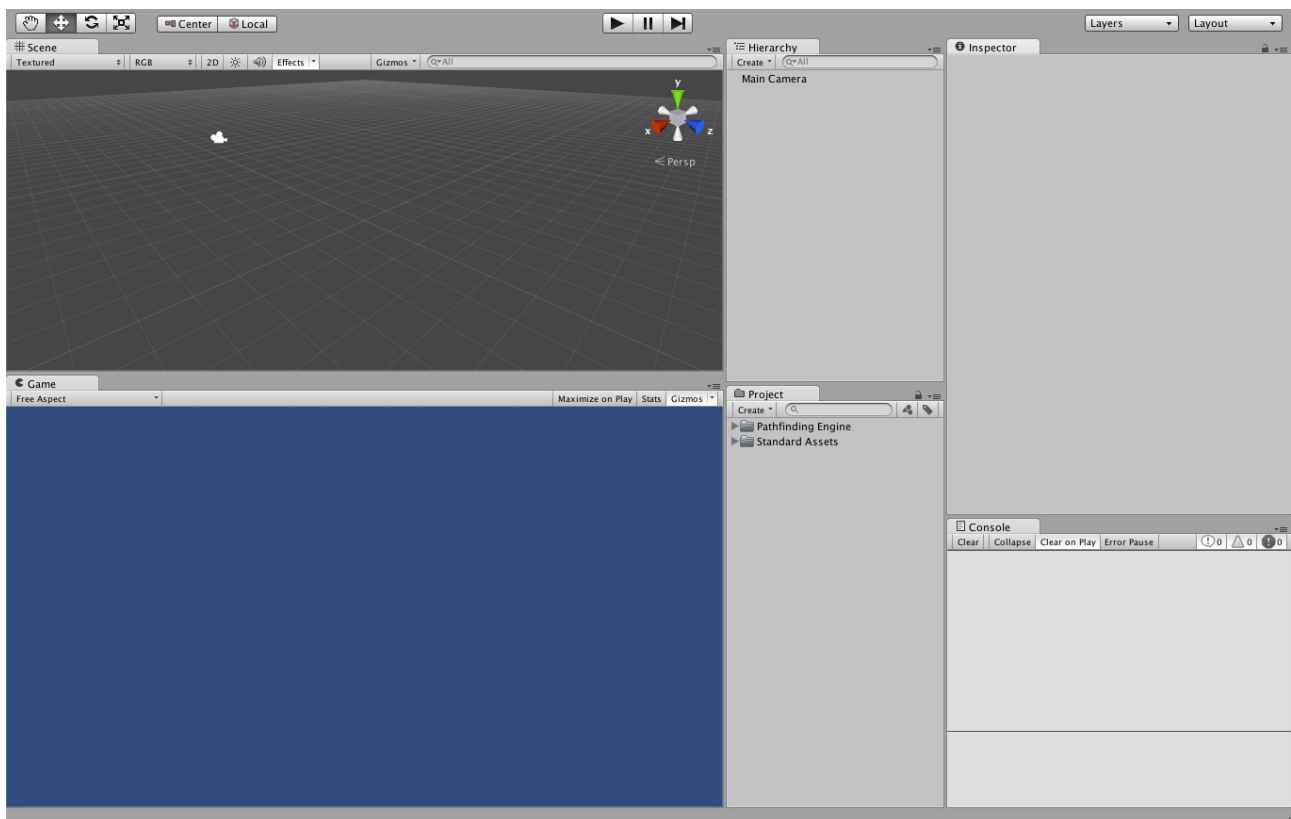 Center Local Layers Layout
Scene
Textured RGB 2D Effects Gizmos All
y
x z
Persp
Game
Free Aspect Maximize on Play Stats Gizmos
Hierarchy
Create All
Main Camera
Project
Create
Pathfinding Engine
Standard Assets
Inspector
Console
Clear Collapse Clear on Play Error Pause 0 0 0